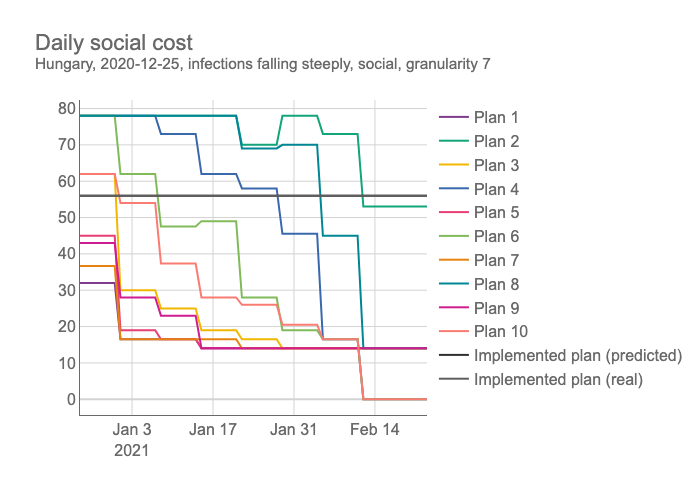 Daily social cost
Hungary, 2020-12-25, infections falling steeply, social, granularity 7
80
70
60
50
40
30
20
10
0
Jan 3
2021
Jan 17
Jan 31
Feb 14
Plan 1
Plan 2
Plan 3
Plan 4
Plan 5
Plan 6
Plan 7
Plan 8
Plan 9
Plan 10
Implemented plan (predicted)
Implemented plan (real)